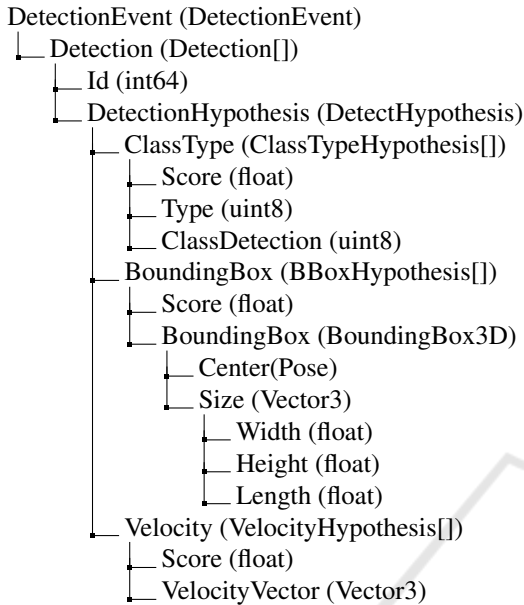 DetectionEvent (DetectionEvent)
Detection (Detection[])
Id (int64)
DetectionHypothesis (DetectHypothesis)
ClassType (ClassTypeHypothesis[])
Score (float)
Type (uint8)
ClassDetection (uint8)
BoundingBox (BBoxHypothesis[])
Score (float)
BoundingBox (BoundingBox3D)
Center(Pose)
Size (Vector3)
Width (float)
Height (float)
Length (float)
Velocity (VelocityHypothesis[])
Score (float)
VelocityVector (Vector3)